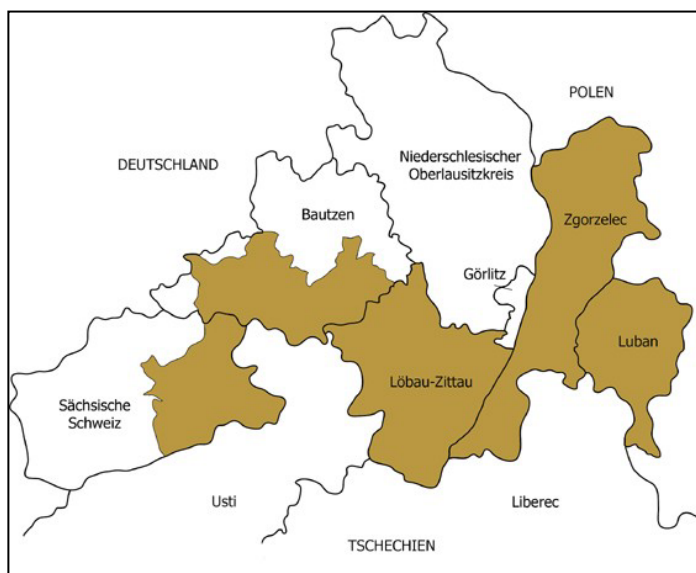 POLEN
DEUTSCHLAND
Niederschlesischer
Oberlausitzkreis
Bautzen
Zgorzelec
Görlitz
Luban
Löbau-Zittau
Sächsische
Schweiz
Usti
Liberec
TSCHECHIEN